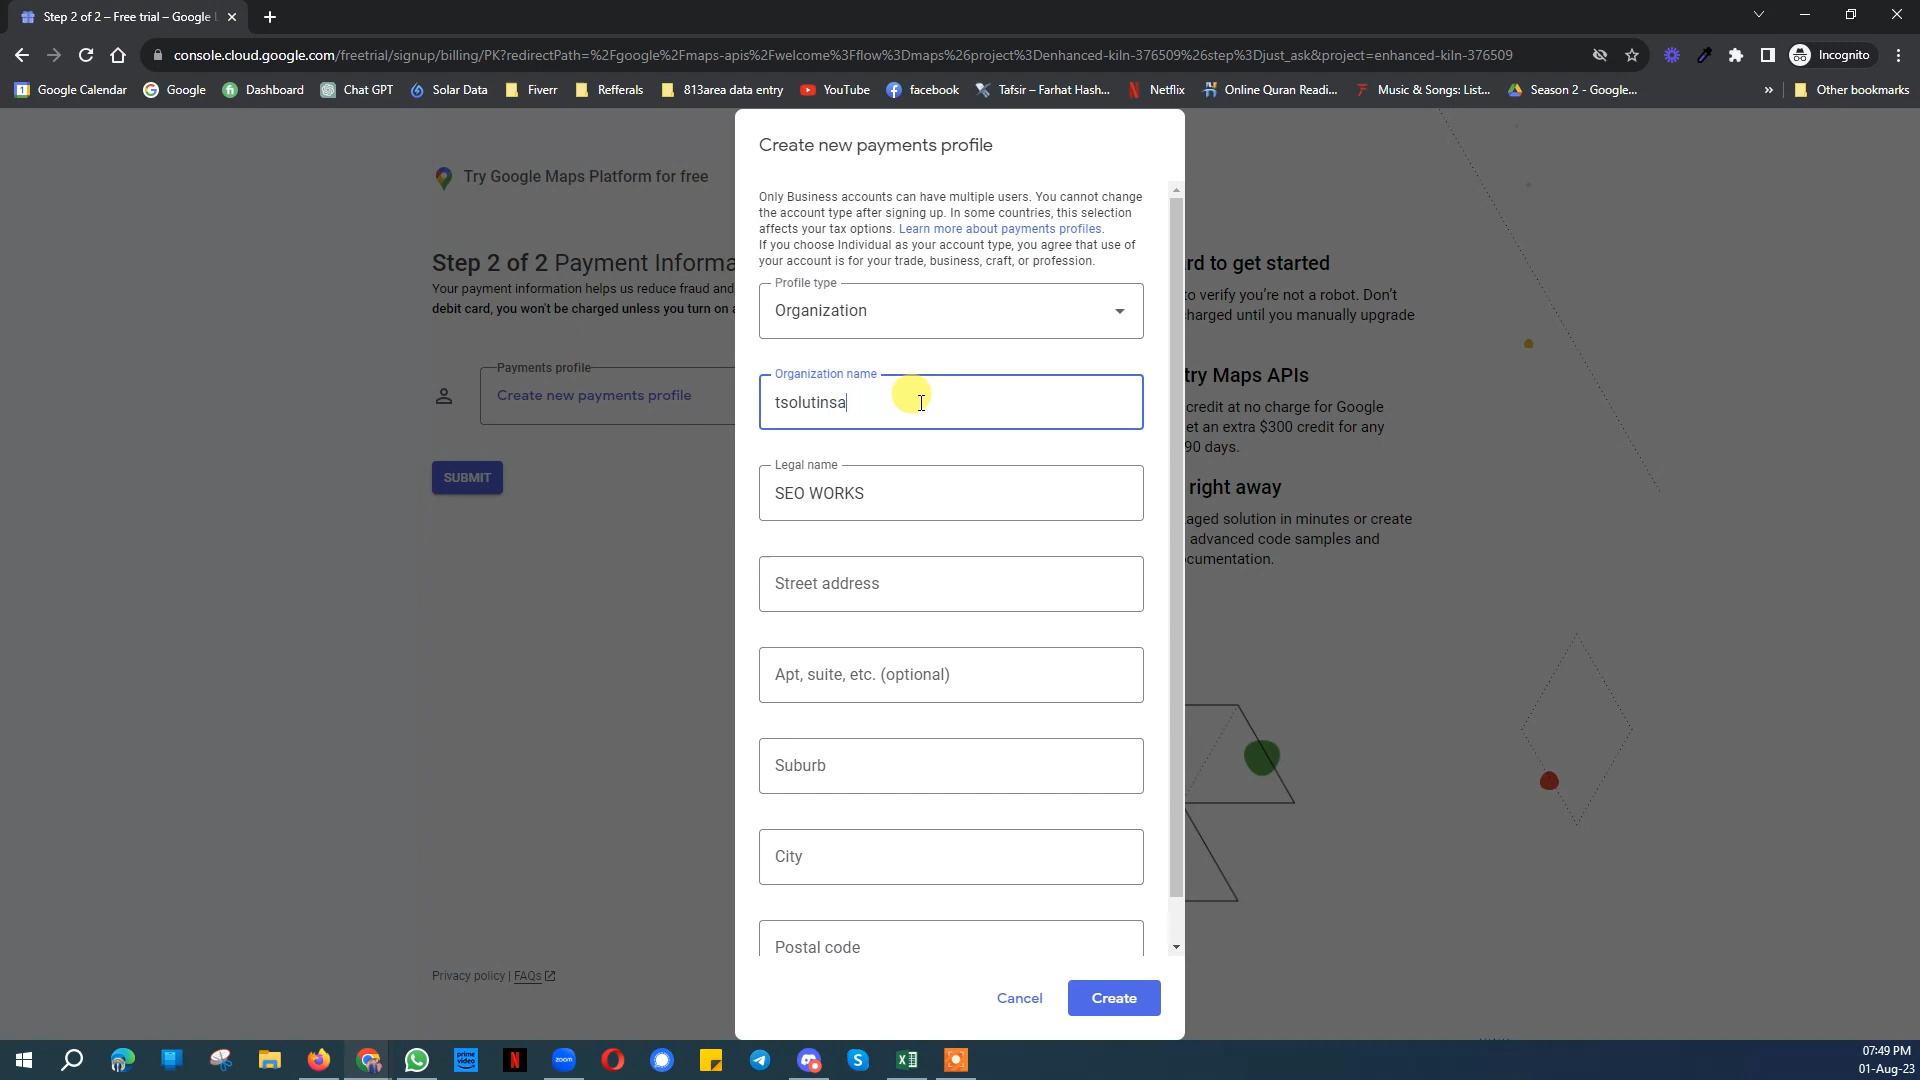 Step 2 of 2 – Free trial – Google
console.cloud.google.com/freetrial/signup/billing/PK?redirectPath=%2Fgoogle%2Fmaps-apis%2Fwelcome%3Fflow%3Dmaps%26project%3Denhanced-kiln-376509%26step%3Djust_ask&project=enhanced-kiln-376509
Incognito
Google Calendar
Google
Dashboard
Chat GPT
Solar Data
Fiverr
Refferals
813area data entry
YouTube
facebook
Tafsir – Farhat Hash...
Netflix
Online Quran Readi...
Music & Songs: List...
Season 2 - Google...
»
Other bookmarks
Try Google Maps Platform for free
Step 2 of 2 Payment Informa
Your payment information helps us reduce fraud and
debit card, you won't be charged unless you turn on a
Payments profile
Create new payments profile
SUBMIT
Privacy policy | FAQs
Create new payments profile
Only Business accounts can have multiple users. You cannot change
the account type after signing up. In some countries, this selection
affects your tax options. Learn more about payments profiles.
If you choose Individual as your account type, you agree that use of
your account is for your trade, business, craft, or profession.
Profile type
Organization
Organization name
tsolutinsa
Legal name
SEO WORKS
Street address
Apt, suite, etc. (optional)
Suburb
City
Postal code
Cancel
Create
rd to get started
to verify you're not a robot. Don't
harged until you manually upgrade
try Maps APIs
credit at no charge for Google
et an extra $300 credit for any
90 days.
right away
aged solution in minutes or create
advanced code samples and
ocumentation.
prime video
N
zoom
07:49 PM
01-Aug-23